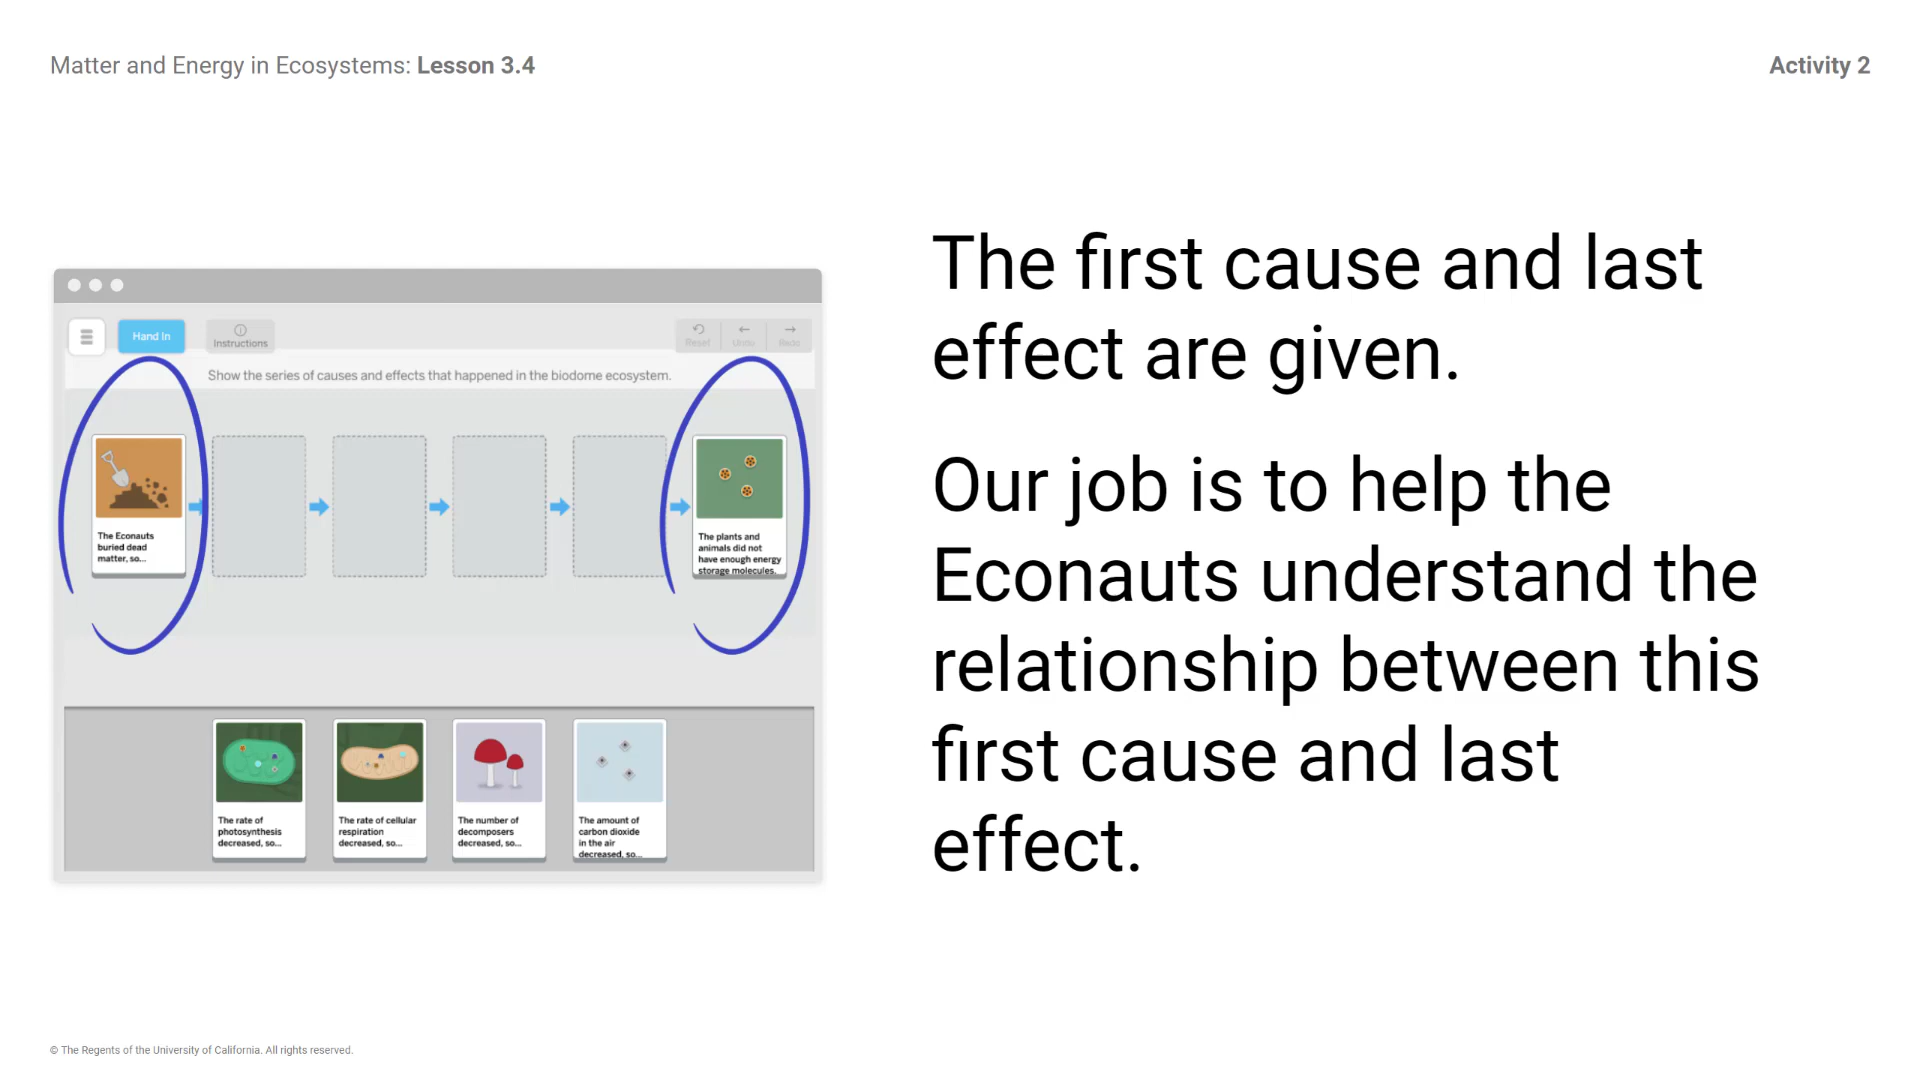 Matter and Energy in Ecosystems: Lesson 3.4
Activity 2
Hand In
Instructions
Reset
Undo
Redo
Show the series of causes and effects that happened in the biodome ecosystem.
The Econauts
buried dead
matter, so...
The plants and
animals did not
have enough energy
storage molecules.
The rate of
photosynthesis
decreased, so...
The rate of cellular
respiration
decreased, so...
The number of
decomposers
decreased, so...
The amount of
carbon dioxide
in the air
decreased, so...
The first cause and last
effect are given.
Our job is to help the
Econauts understand the
relationship between this
first cause and last
effect.
© The Regents of the University of California. All rights reserved.